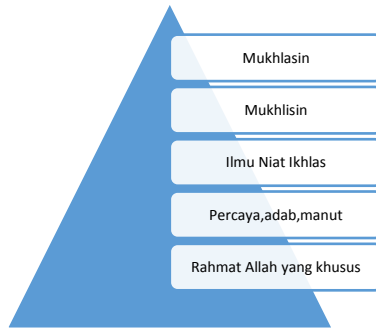 Mukhlasin
Mukhlisin
Ilmu Niat Ikhlas
Percaya,adab,manut
Rahmat Allah yang khusus